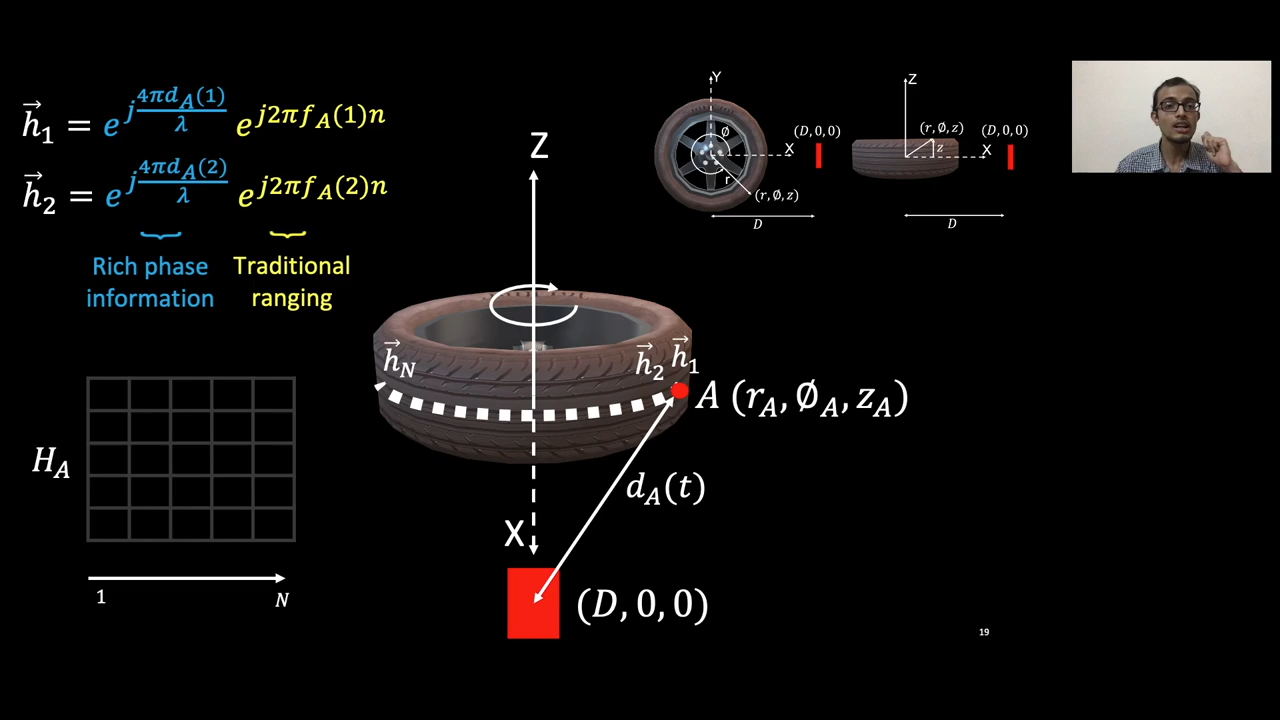 h⃗₁ = e^{j 4πd_A(1)/λ} e^{j2πf_A(1)n}
h⃗₂ = e^{j 4πd_A(2)/λ} e^{j2πf_A(2)n}
Rich phase information
Traditional ranging
Y
∅
X
r
(r,∅,z)
(D,0,0)
D
Z
(r,∅,z)
z
X
(D,0,0)
D
Z
h⃗_N
h⃗₂
h⃗₁
A (r_A, ∅_A, z_A)
d_A(t)
X
(D, 0, 0)
H_A
1
N
19